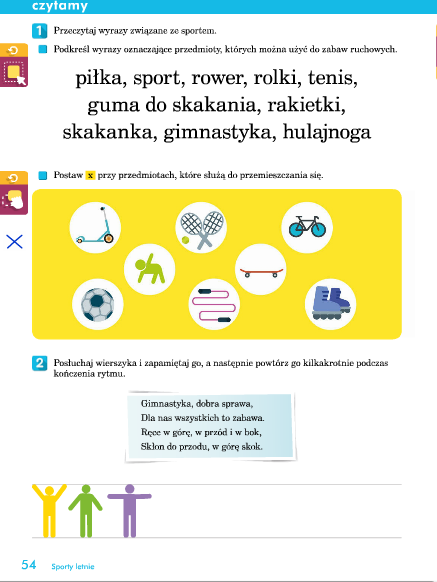 czytamy
1 Przeczytaj wyrazy związane ze sportem.
Podkreśl wyrazy oznaczające przedmioty, których można użyć do zabaw ruchowych.
piłka, sport, rower, rolki, tenis,
guma do skakania, rakietki,
skakanka, gimnastyka, hulajnoga
Postaw x przy przedmiotach, które służą do przemieszczania się.
2 Posłuchaj wierszyka i zapamiętaj go, a następnie powtórz go kilkakrotnie podczas
kończenia rytmu.
Gimnastyka, dobra sprawa,
Dla nas wszystkich to zabawa.
Ręce w górę, w przód i w bok,
Skłon do przodu, w górę skok.
54 Sporty letnie